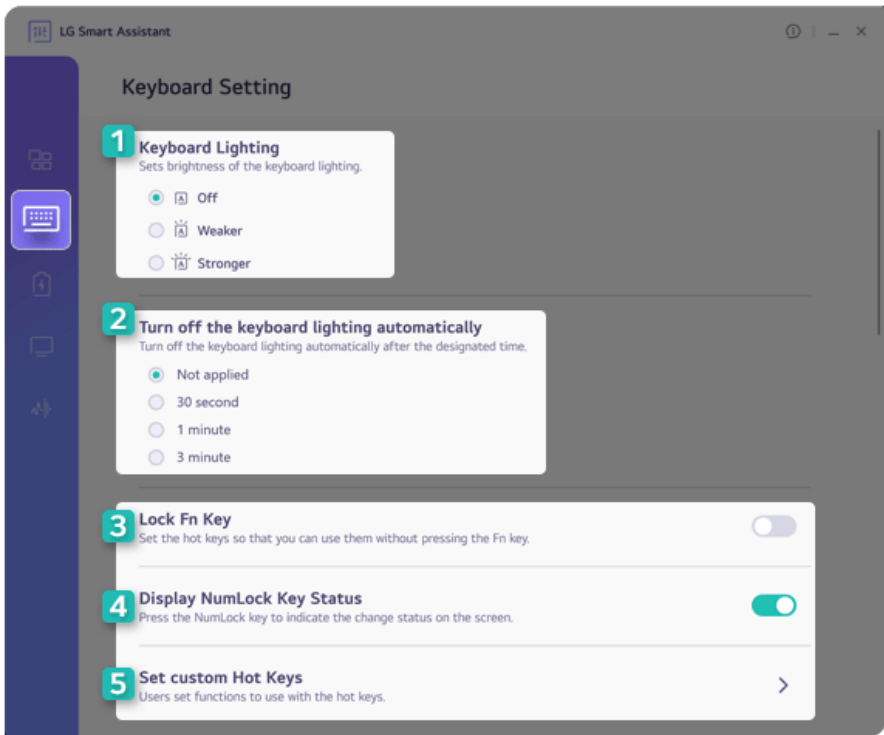 LG Smart Assistant
Keyboard Setting
1
Keyboard Lighting
Sets brightness of the keyboard lighting.
A Off
A Weaker
A Stronger
2
Turn off the keyboard lighting automatically
Turn off the keyboard lighting automatically after the designated time.
Not applied
30 second
1 minute
3 minute
3
Lock Fn Key
Set the hot keys so that you can use them without pressing the Fn key.
4
Display NumLock Key Status
Press the NumLock key to indicate the change status on the screen.
5
Set custom Hot Keys
Users set functions to use with the hot keys.